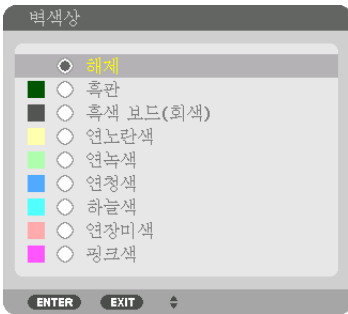 벽색상
해제
흑판
흑색 보드(회색)
연노란색
연녹색
연청색
하늘색
연장미색
핑크색
ENTER EXIT